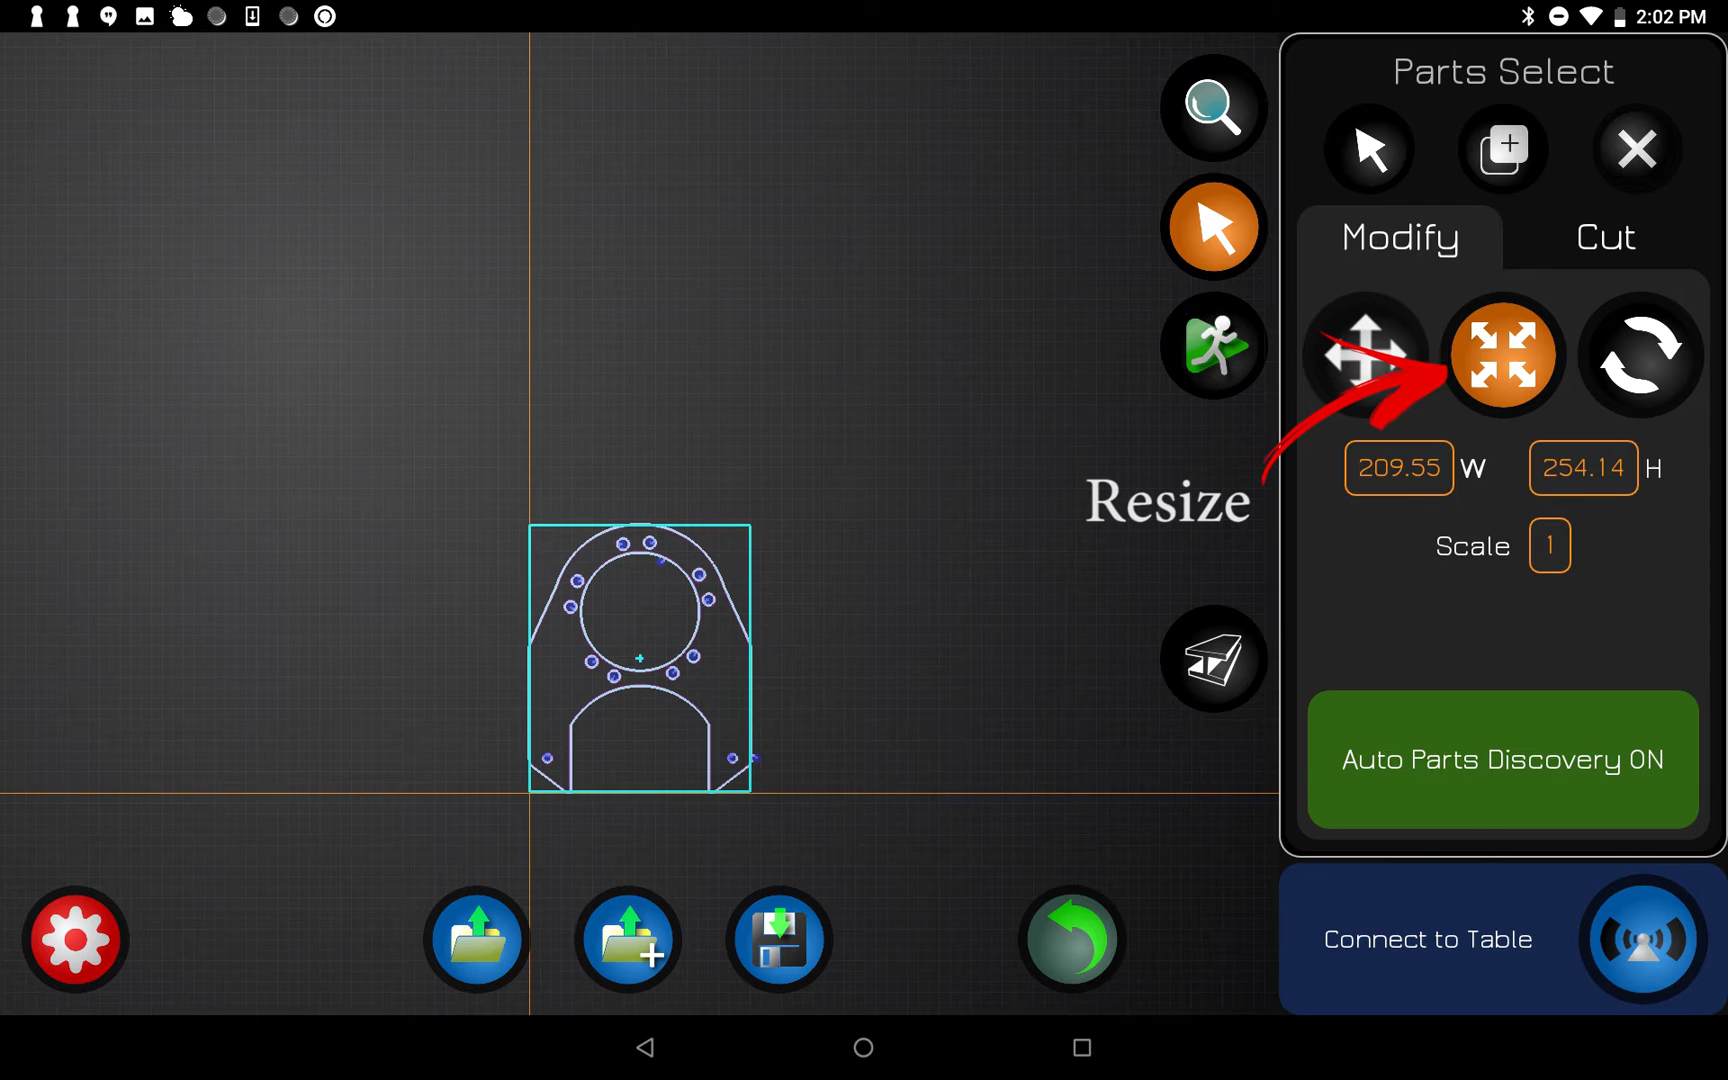 2:02 PM
Parts Select
Modify
Cut
209.55 W
254.14 H
Resize
Scale 1
Auto Parts Discovery ON
Connect to Table